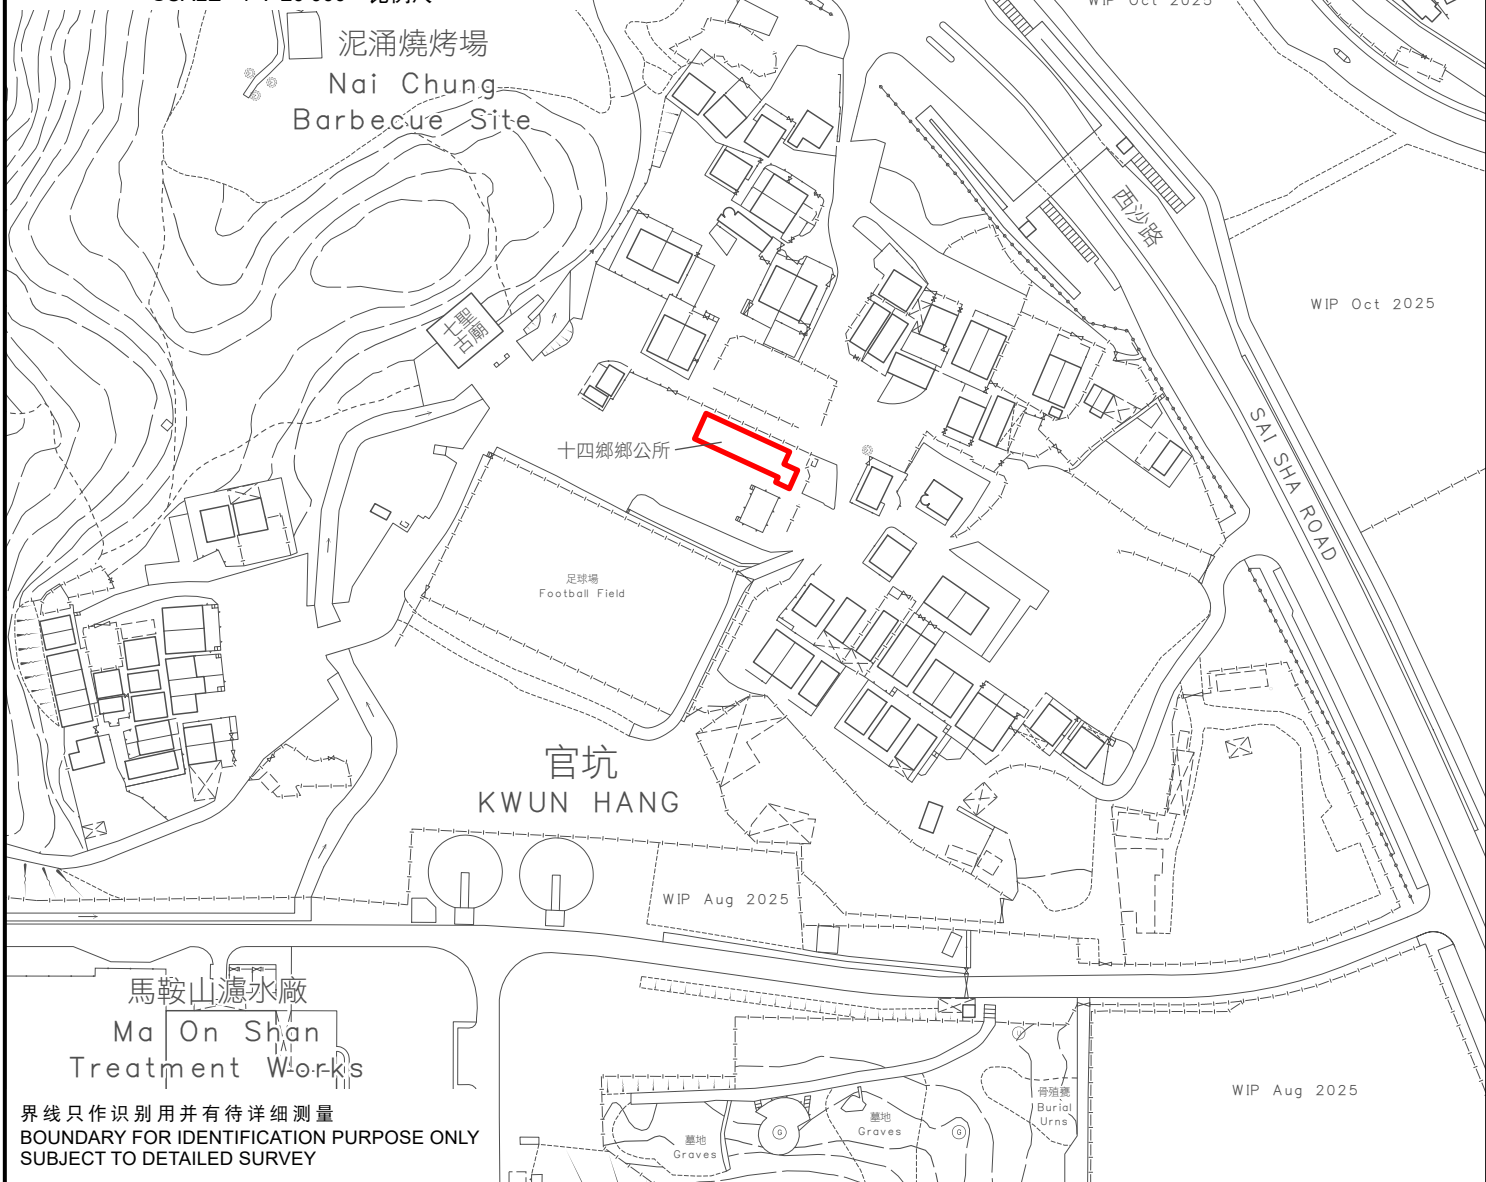 泥涌燒烤場
Nai Chung
Barbecue Site
WIP Oct 2025
西沙路
WIP Oct 2025
七聖
古廟
SAI SHA ROAD
十四鄉鄉公所
足球場
Football Field
官坑
KWUN HANG
WIP Aug 2025
馬鞍山濾水廠
Ma On Shan
Treatment Works
WIP Aug 2025
骨殖甕
Burial
Urns
墓地
Graves
墓地
Graves
G
G
界线只作识别用并有待详细测量
BOUNDARY FOR IDENTIFICATION PURPOSE ONLY
SUBJECT TO DETAILED SURVEY